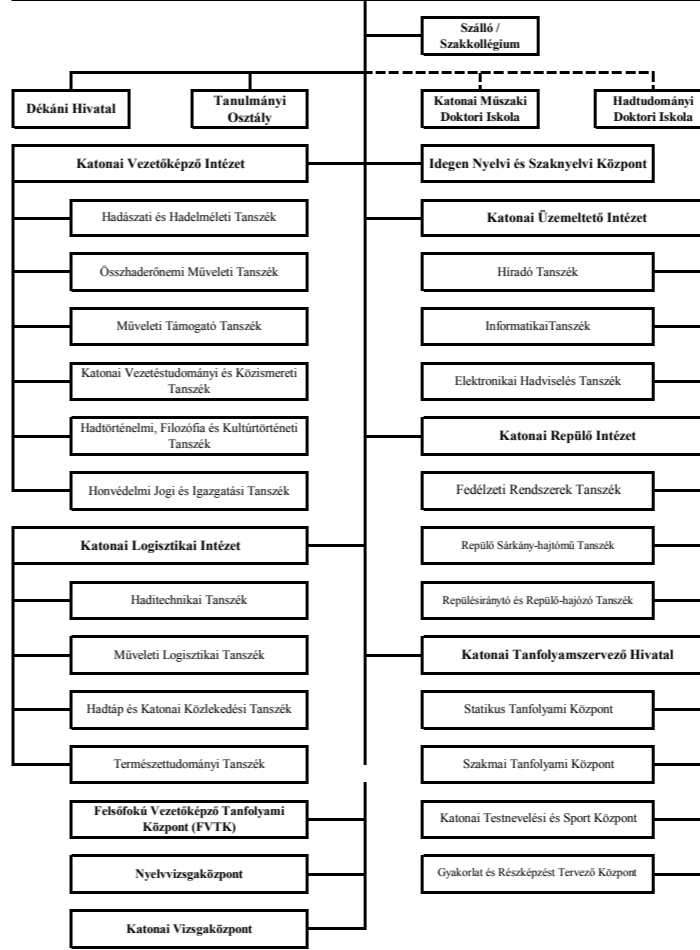 Szálló /
Szakkollégium
Dékáni Hivatal
Tanulmányi
Osztály
Katonai Műszaki
Doktori Iskola
Hadtudományi
Doktori Iskola
Katonai Vezetőképző Intézet
Hadászati és Hadelméleti Tanszék
Összhaderőnemi Műveleti Tanszék
Műveleti Támogató Tanszék
Katonai Vezetéstudományi és Közismereti
Tanszék
Hadtörténelmi, Filozófia és Kultúrtörténeti
Tanszék
Honvédelmi Jogi és Igazgatási Tanszék
Katonai Logisztikai Intézet
Haditechnikai Tanszék
Műveleti Logisztikai Tanszék
Hadtáp és Katonai Közlekedési Tanszék
Természettudományi Tanszék
Felsőfokú Vezetőképző Tanfolyami
Központ (FVTK)
Nyelvvizsgaközpont
Katonai Vizsgaközpont
Idegen Nyelvi és Szaknyelvi Központ
Katonai Üzemeltető Intézet
Híradó Tanszék
InformatikaiTanszék
Elektronikai Hadviselés Tanszék
Katonai Repülő Intézet
Fedélzeti Rendszerek Tanszék
Repülő Sárkány-hajtómű Tanszék
Repülésiránytó és Repülő-hajózó Tanszék
Katonai Tanfolyamszervező Hivatal
Statikus Tanfolyami Központ
Szakmai Tanfolyami Központ
Katonai Testnevelési és Sport Központ
Gyakorlat és Részképzést Tervező Központ